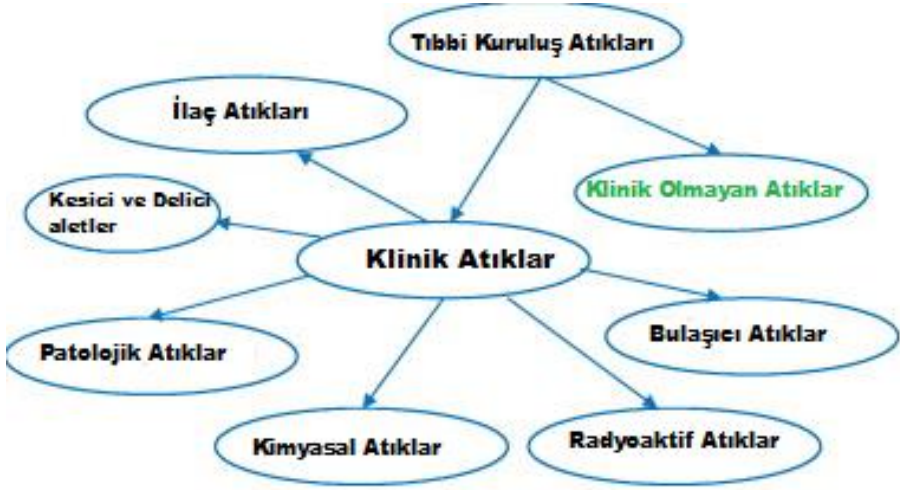 Tıbbi Kuruluş Atıkları
İlaç Atıkları
Klinik Olmayan Atıklar
Kesici ve Delici
aletler
Klinik Atıklar
Bulaşıcı Atıklar
Patolojik Atıklar
Kimyasal Atıklar
Radyoaktif Atıklar